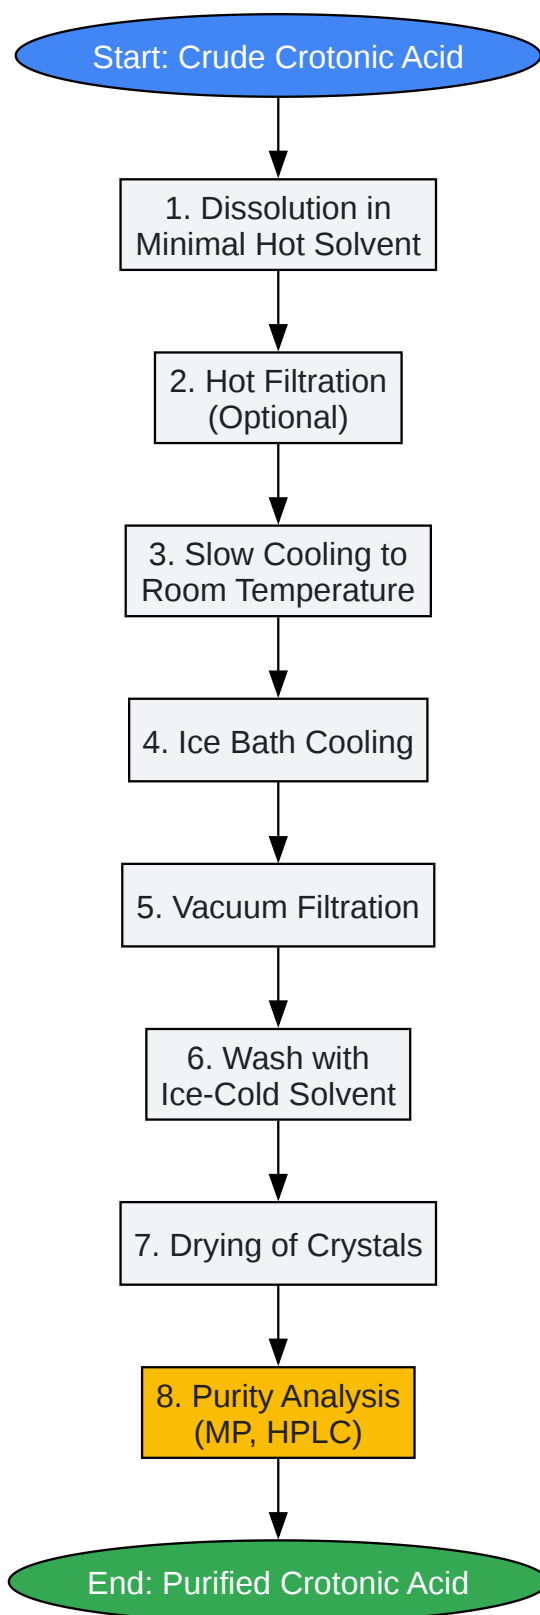 Start: Crude Crotonic Acid
1. Dissolution in
Minimal Hot Solvent
2. Hot Filtration
(Optional)
3. Slow Cooling to
Room Temperature
4. Ice Bath Cooling
5. Vacuum Filtration
6. Wash with
Ice-Cold Solvent
7. Drying of Crystals
8. Purity Analysis
(MP, HPLC)
End: Purified Crotonic Acid